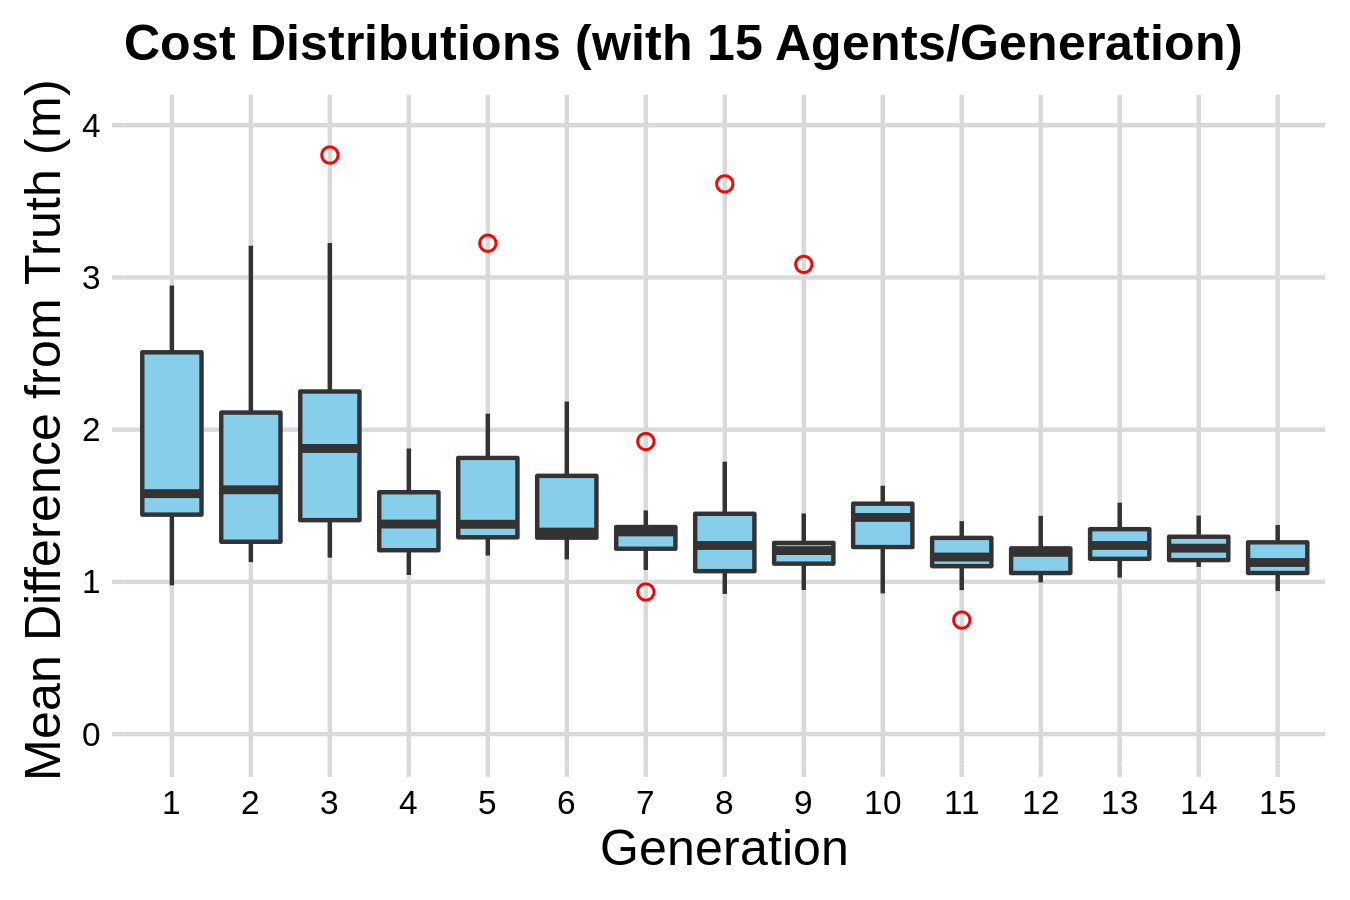 Cost Distributions (with 15 Agents/Generation)
Mean Difference from Truth (m)
4
3
2
1
0
1 2 3 4 5 6 7 8 9 10 11 12 13 14 15
Generation